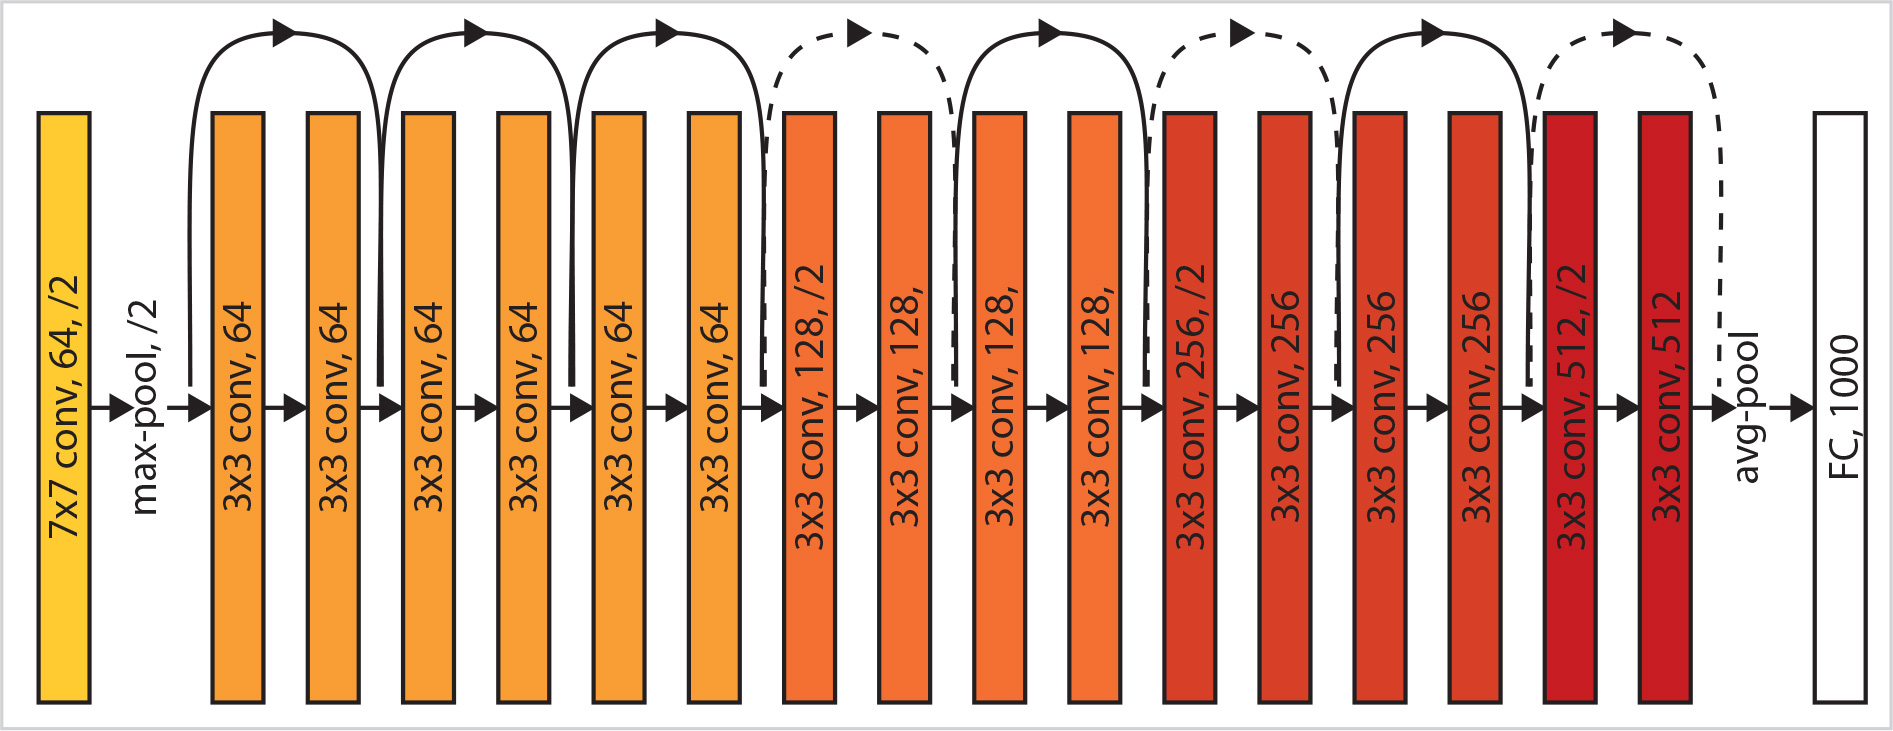 7x7 conv, 64, /2
max-pool, /2
3x3 conv, 64
3x3 conv, 64
3x3 conv, 64
3x3 conv, 64
3x3 conv, 64
3x3 conv, 64
3x3 conv, 128, /2
3x3 conv, 128,
3x3 conv, 128,
3x3 conv, 128,
3x3 conv, 256, /2
3x3 conv, 256
3x3 conv, 256
3x3 conv, 256
3x3 conv, 512, /2
3x3 conv, 512
avg-pool
FC, 1000